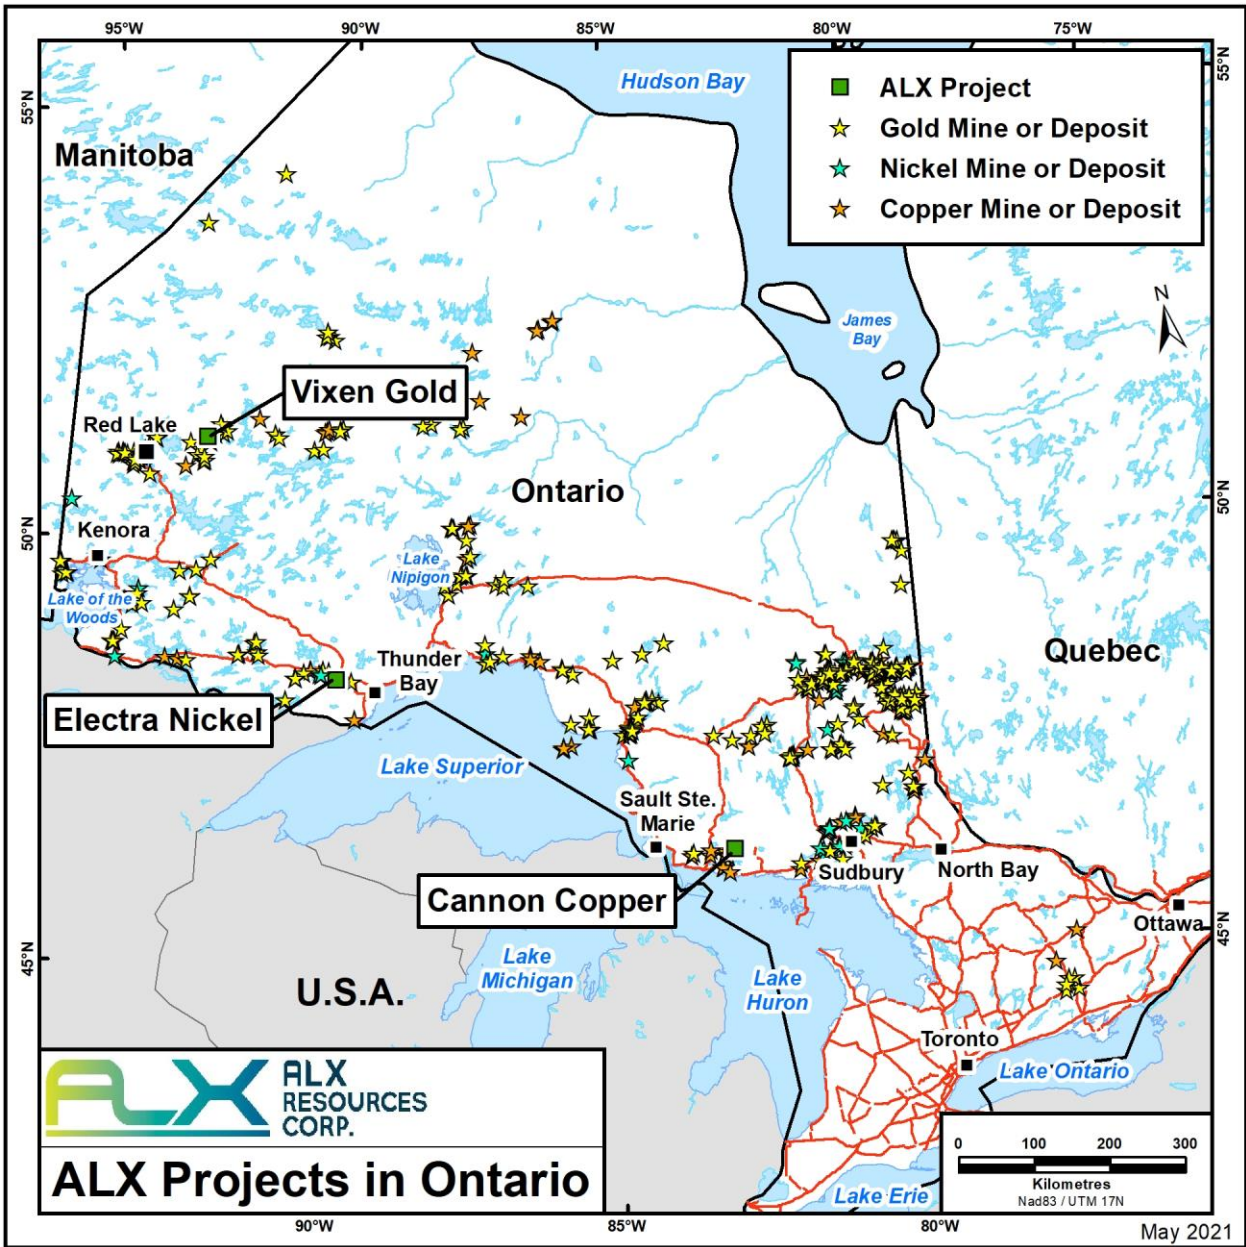 95°W
90°W
85°W
80°W
75°W
55°N
55°N
Hudson Bay
ALX Project
Gold Mine or Deposit
Nickel Mine or Deposit
Copper Mine or Deposit
Manitoba
N
James
Bay
Vixen Gold
Red Lake
Ontario
50°N
50°N
Kenora
Lake
Nipigon
Lake of the
Woods
Quebec
Thunder
Bay
Electra Nickel
Lake Superior
Sault Ste.
Marie
Sudbury
North Bay
Cannon Copper
Ottawa
45°N
45°N
Lake
Michigan
Lake
Huron
U.S.A.
Toronto
Lake Ontario
ALX
ALX
RESOURCES
CORP.
ALX Projects in Ontario
0 100 200 300
Kilometres
Nad83 / UTM 17N
Lake Erie
90°W
85°W
80°W
May 2021